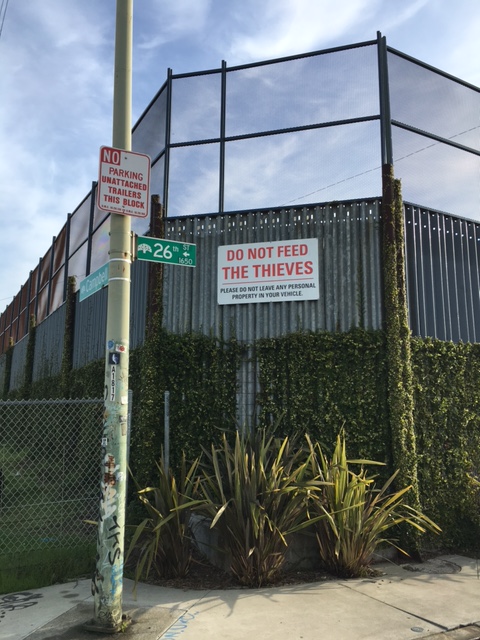 NO
PARKING
UNATTACHED
TRAILERS
THIS BLOCK
26th ST
1650
Campbell
DO NOT FEED
THE THIEVES
PLEASE DO NOT LEAVE ANY PERSONAL
PROPERTY IN YOUR VEHICLE.